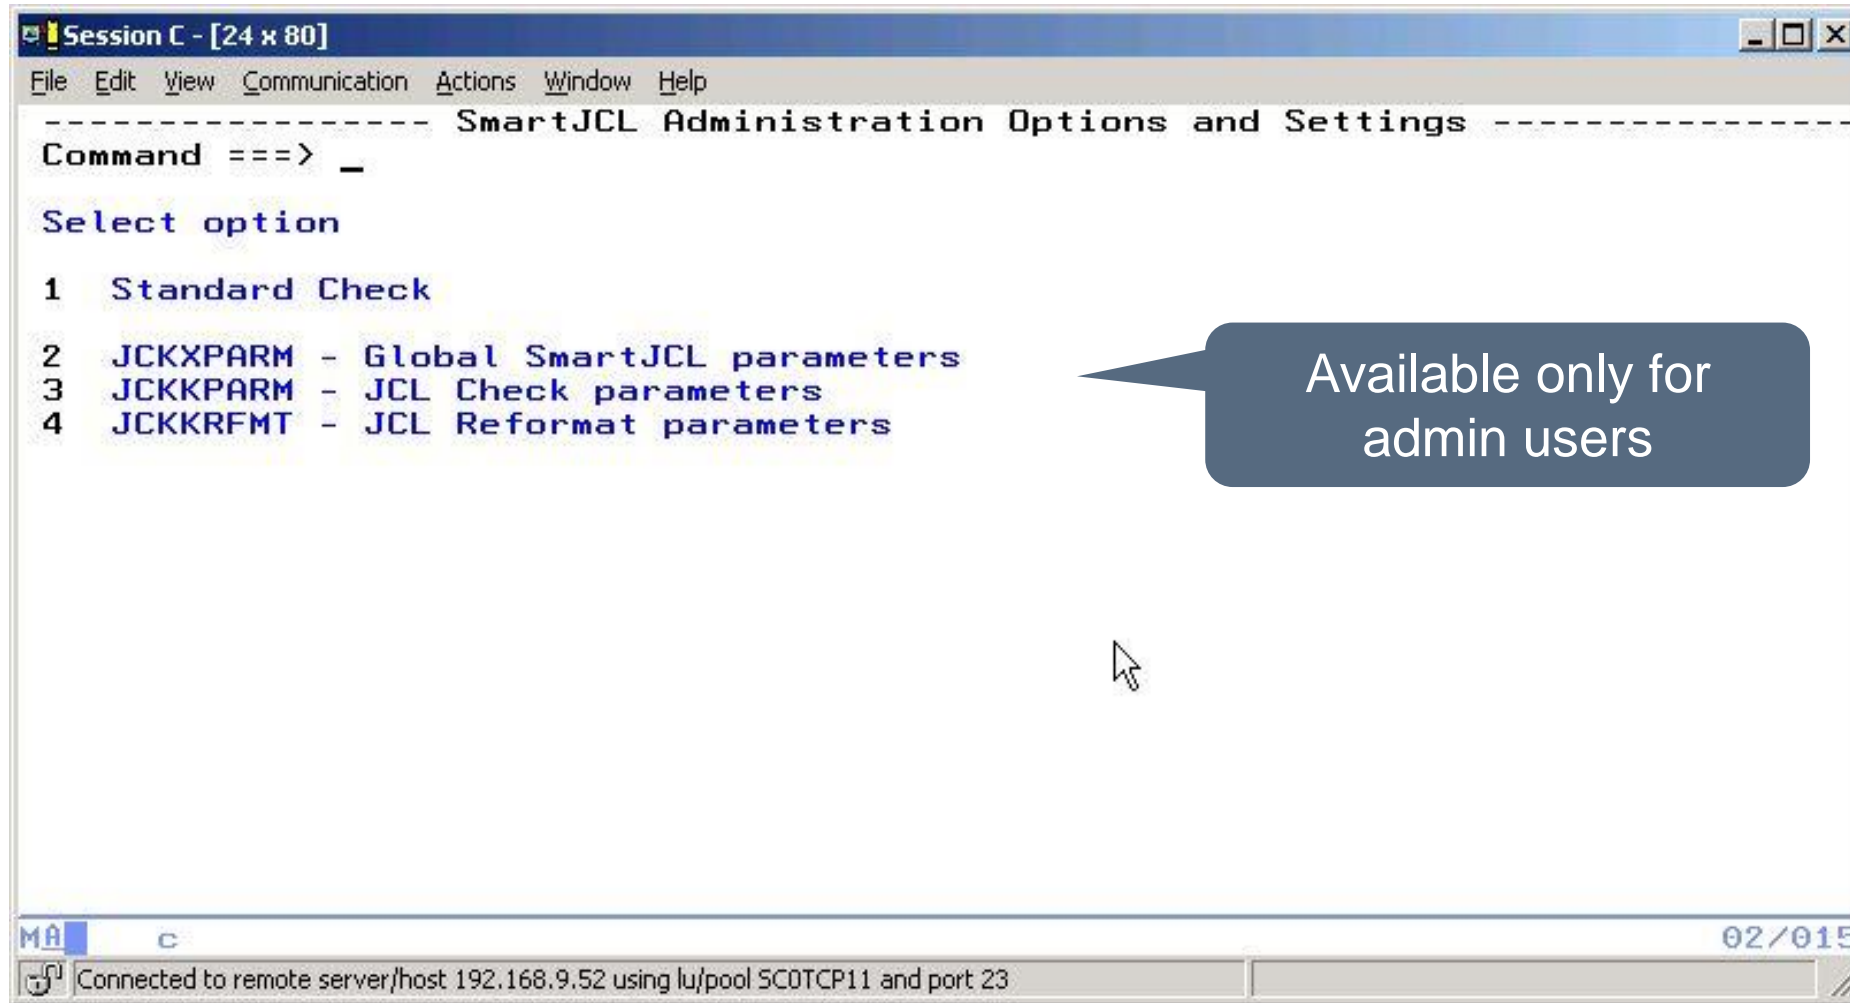 Session C - [24 x 80]
File Edit View Communication Actions Window Help
----------------- SmartJCL Administration Options and Settings ----------------
Command ===> _
Select option
1 Standard Check
2 JCKXPARM - Global SmartJCL parameters
3 JCKKPARM - JCL Check parameters
4 JCKKRFMT - JCL Reformat parameters
Available only for
admin users
MA c 02/015
Connected to remote server/host 192.168.9.52 using lu/pool SC0TCP11 and port 23